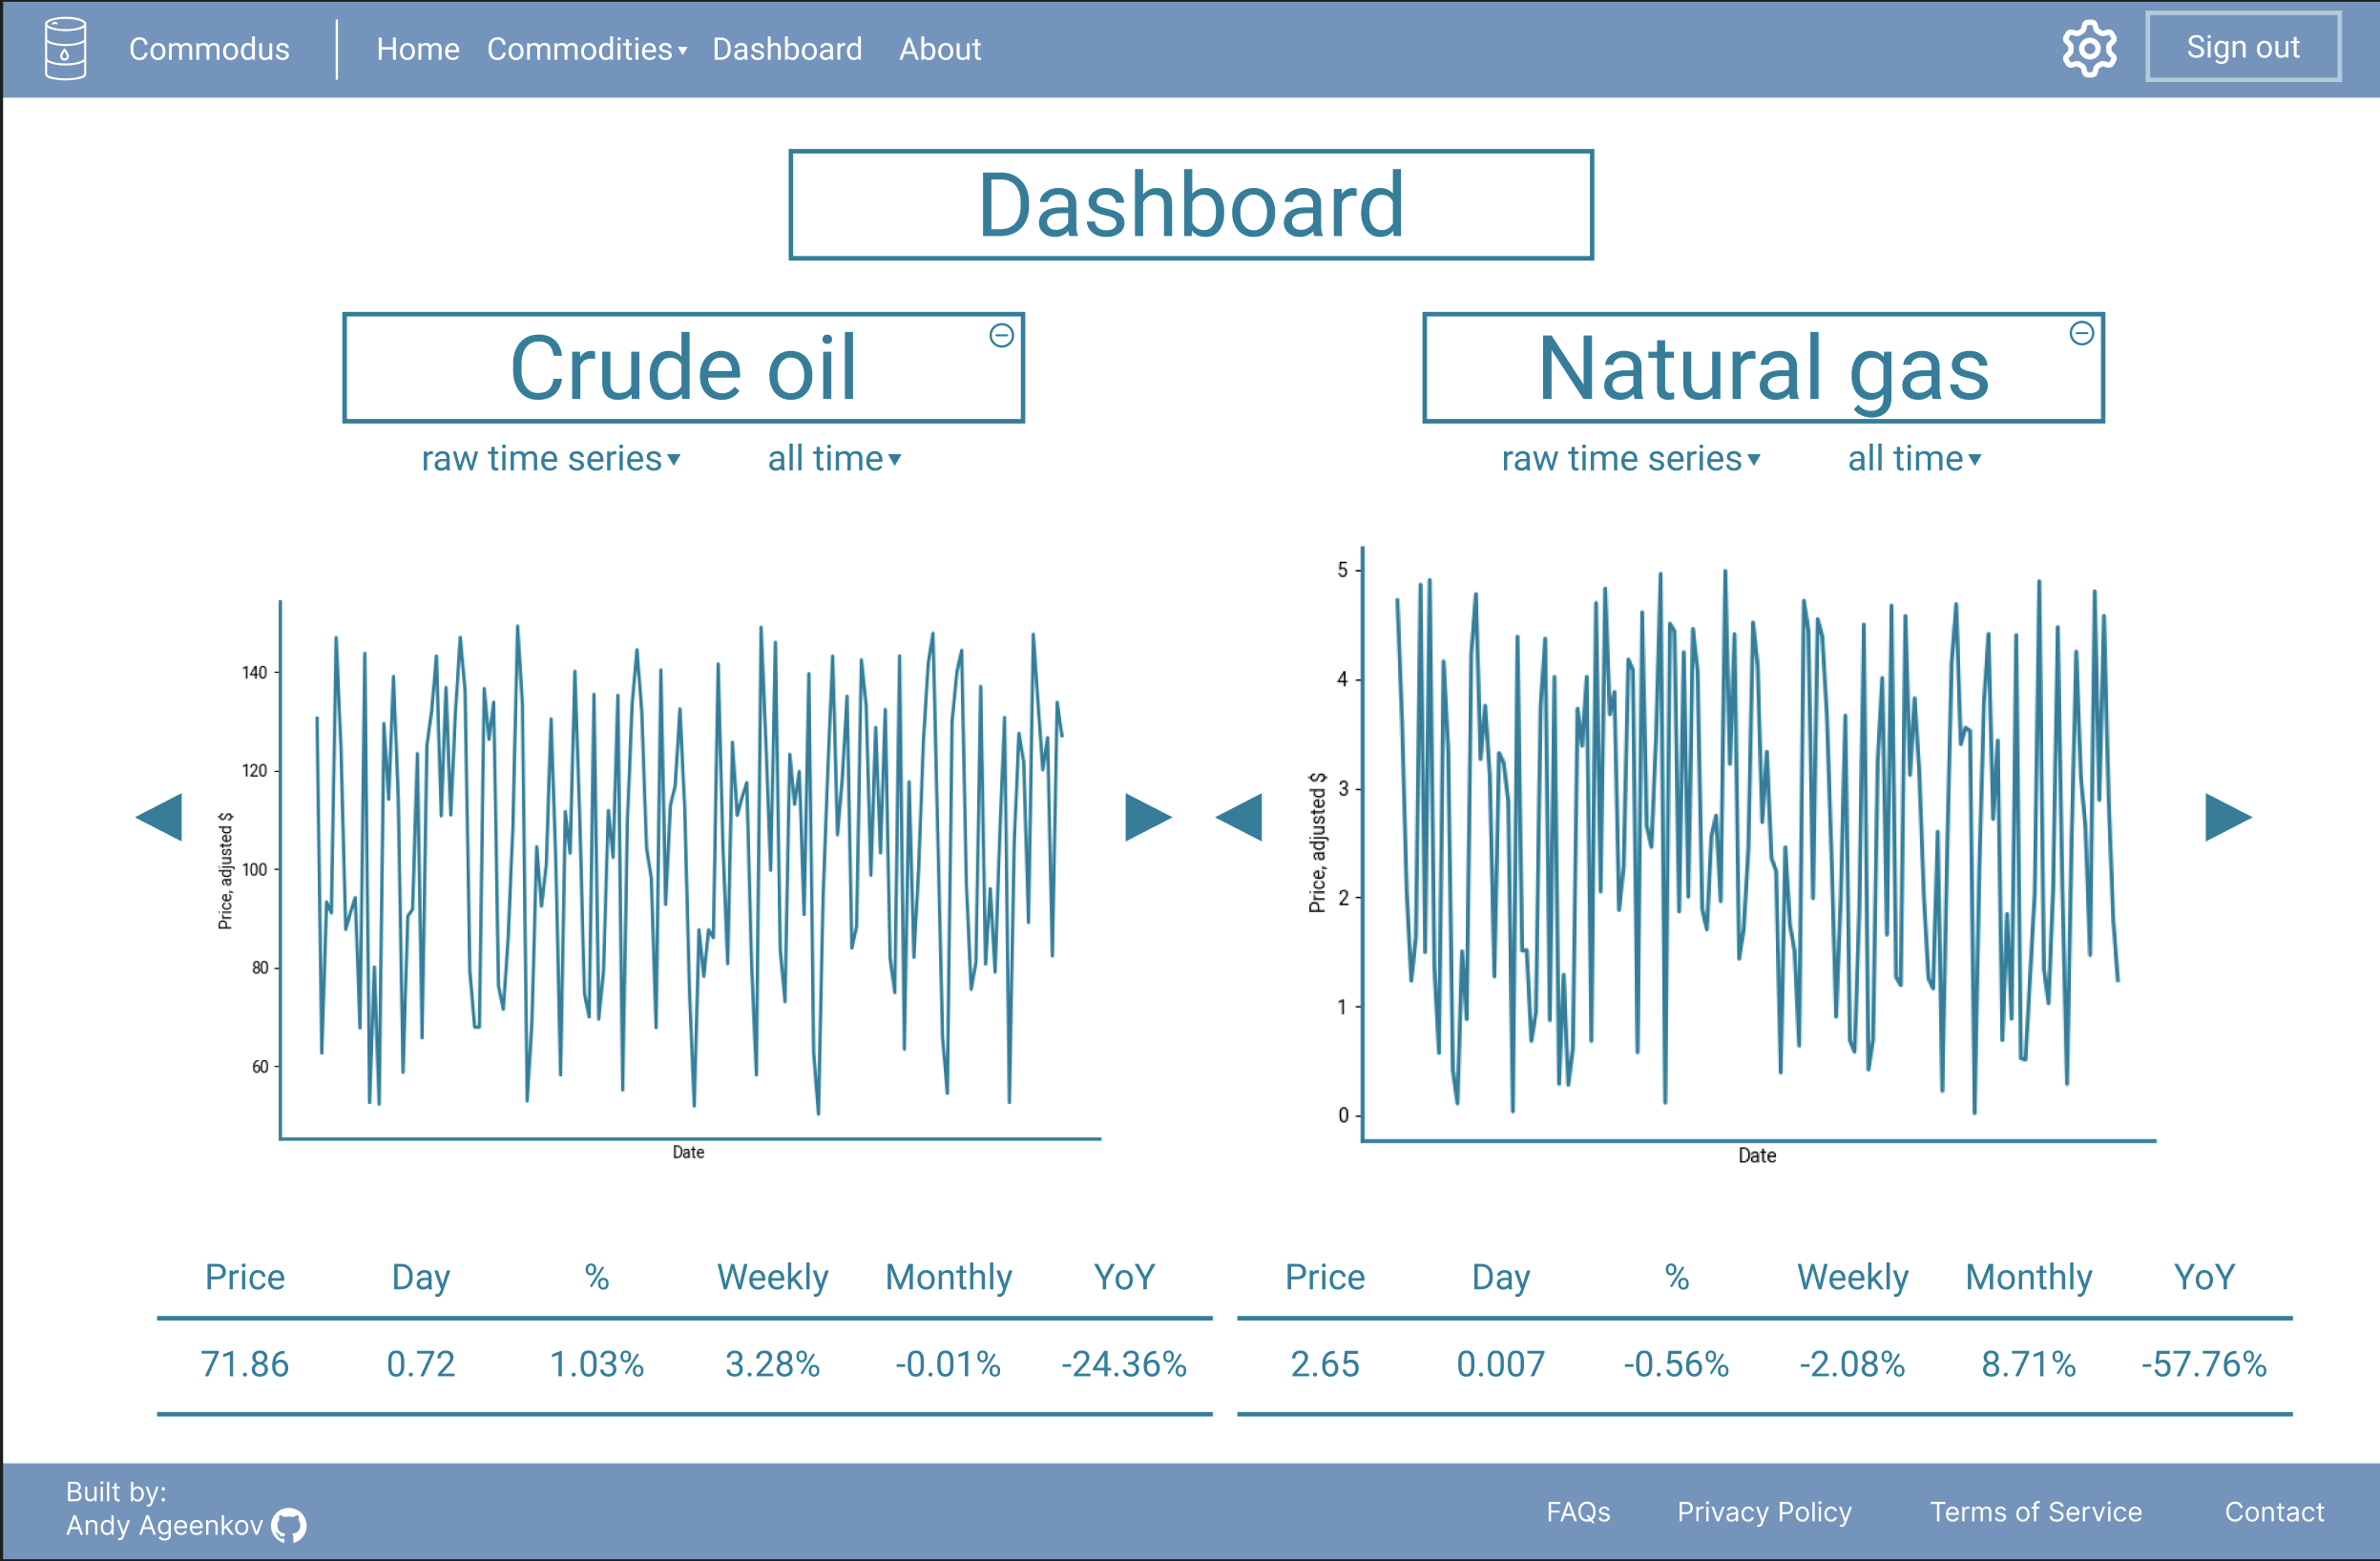 Commodus Home Commodities Dashboard About Sign out
Dashboard
Crude oil
raw time series all time
140
120
100
80
60
Price, adjusted $
Date
Price Day % Weekly Monthly YoY
71.86 0.72 1.03% 3.28% -0.01% -24.36%
Natural gas
raw time series all time
5
4
3
2
1
0
Price, adjusted $
Date
Price Day % Weekly Monthly YoY
2.65 0.007 -0.56% -2.08% 8.71% -57.76%
Built by:
Andy Ageenkov
FAQs Privacy Policy Terms of Service Contact